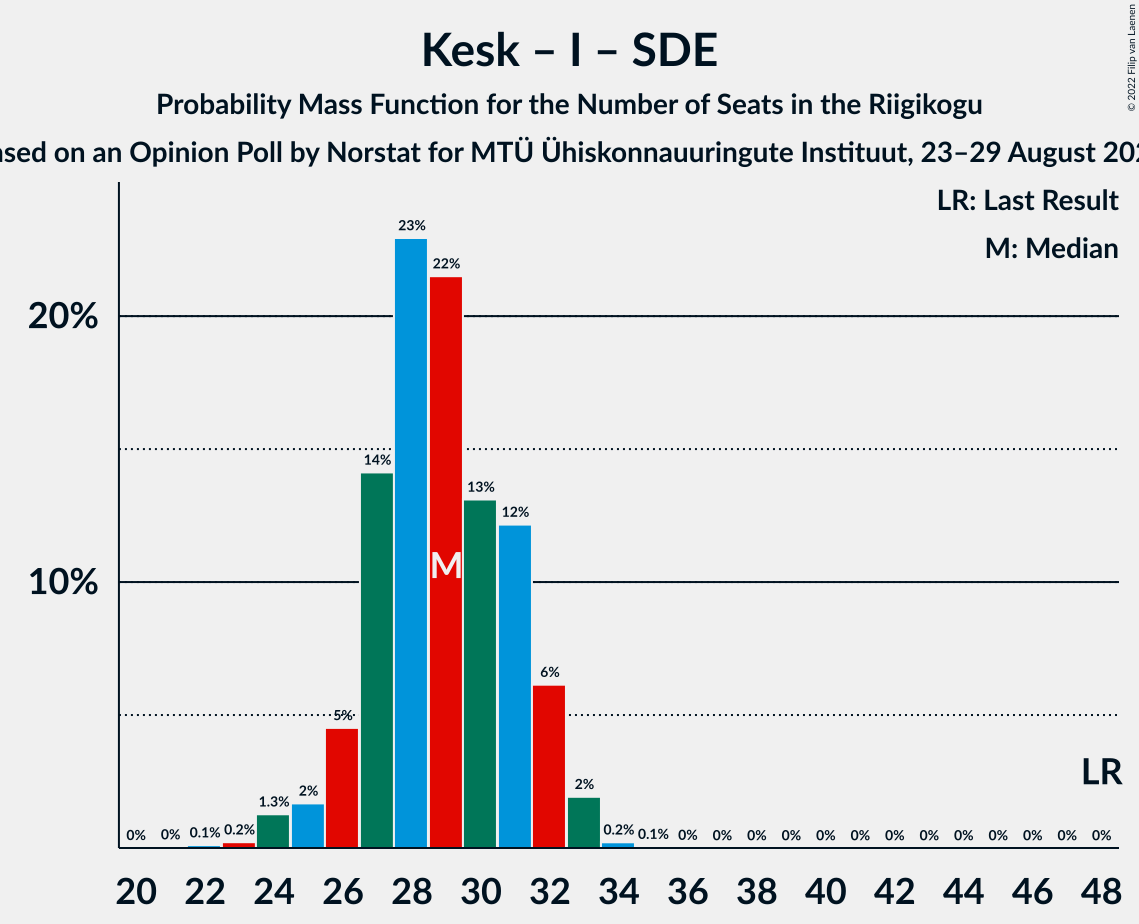 © 2022 Filip van Laenen
Kesk – I – SDE
Probability Mass Function for the Number of Seats in the Riigikogu
on an Opinion Poll by Norstat for MTÜ Ühiskonnauuringute Instituut, 23–29 August
LR: Last Result
M: Median
20%
10%
0% 0% 0.1% 0.2% 1.3% 2% 5% 14% 23% 22% 13% 12% 6% 2% 0.2% 0.1% 0% 0% 0% 0% 0% 0% 0% 0% 0% 0% 0% 0% 0%
M
LR
20 22 24 26 28 30 32 34 36 38 40 42 44 46 48